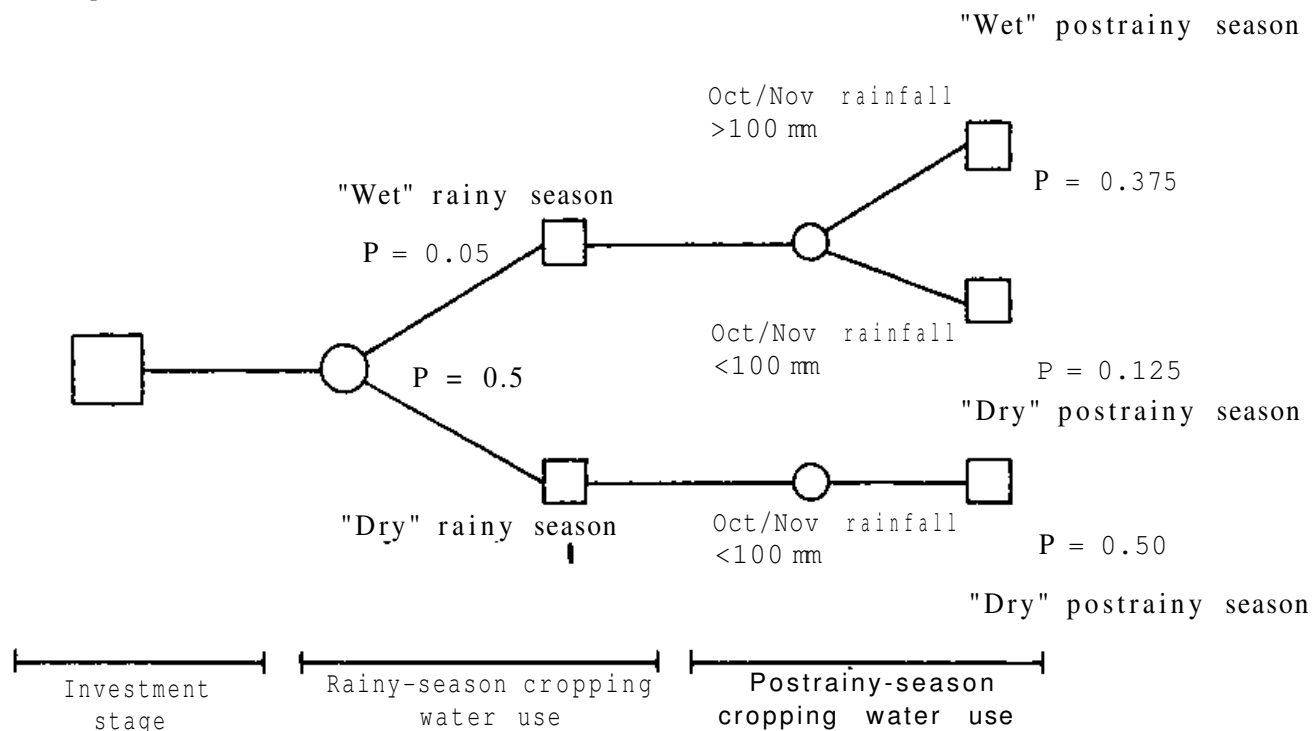 "Wet" postrainy season
Oct/Nov rainfall
>100 mm
P = 0.375
"Wet" rainy season
P = 0.05
Oct/Nov rainfall
<100 mm
P = 0.125
P = 0.5
"Dry" postrainy season
"Dry" rainy season
Oct/Nov rainfall
<100 mm
P = 0.50
"Dry" postrainy season
Investment
stage
Rainy-season cropping
water use
Postrainy-season
cropping water use